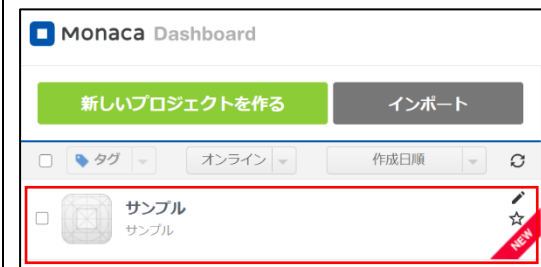 Monaca Dashboard
新しいプロジェクトを作る
インポート
タグ
オンライン
作成日順
サンプル
サンプル
NEW